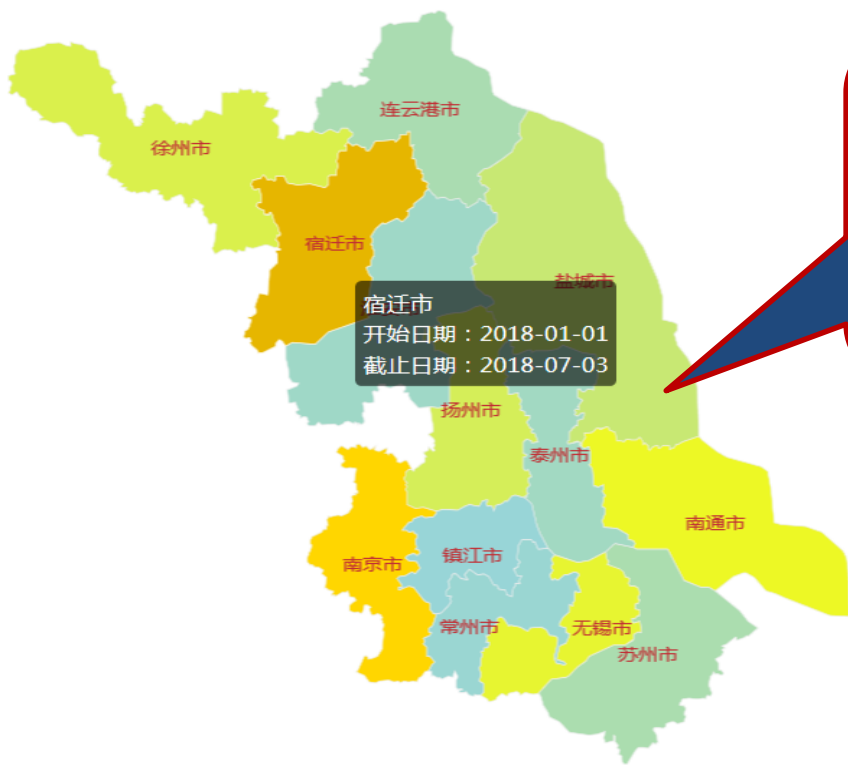 连云港市
徐州市
宿迁市
盐城市
宿迁市
开始日期：2018-01-01
截止日期：2018-07-03
扬州市
泰州市
南通市
镇江市
南京市
常州市
无锡市
苏州市